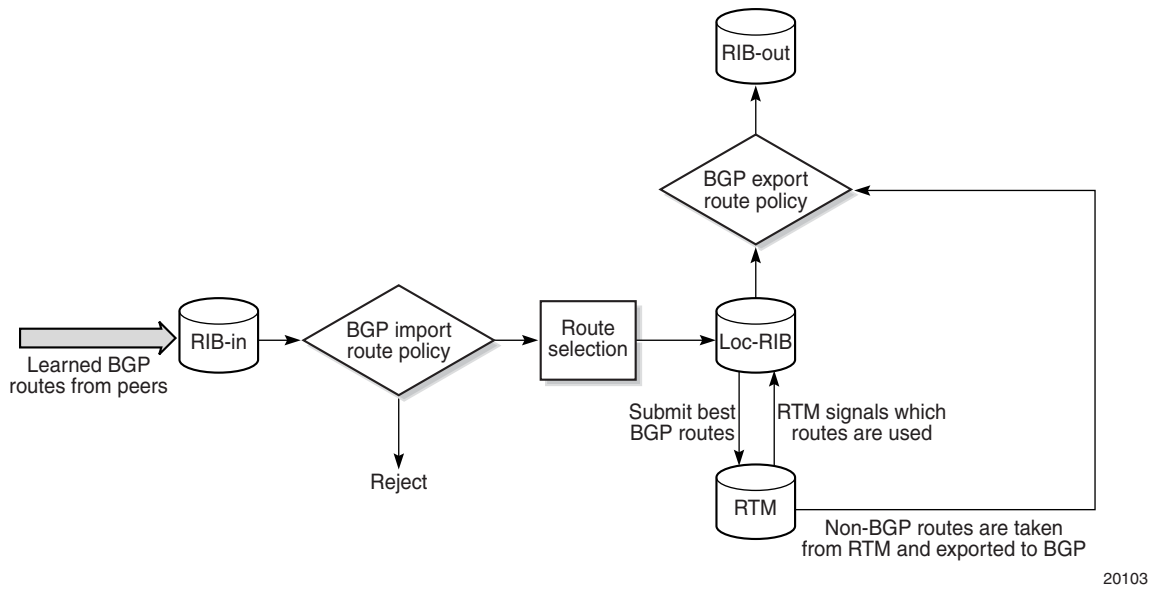 RIB-out
BGP export
route policy
RIB-in
BGP import
route policy
Route
selection
Loc-RIB
Learned BGP
routes from peers
Submit best
BGP routes
RTM signals which
routes are used
Reject
RTM
Non-BGP routes are taken
from RTM and exported to BGP
20103